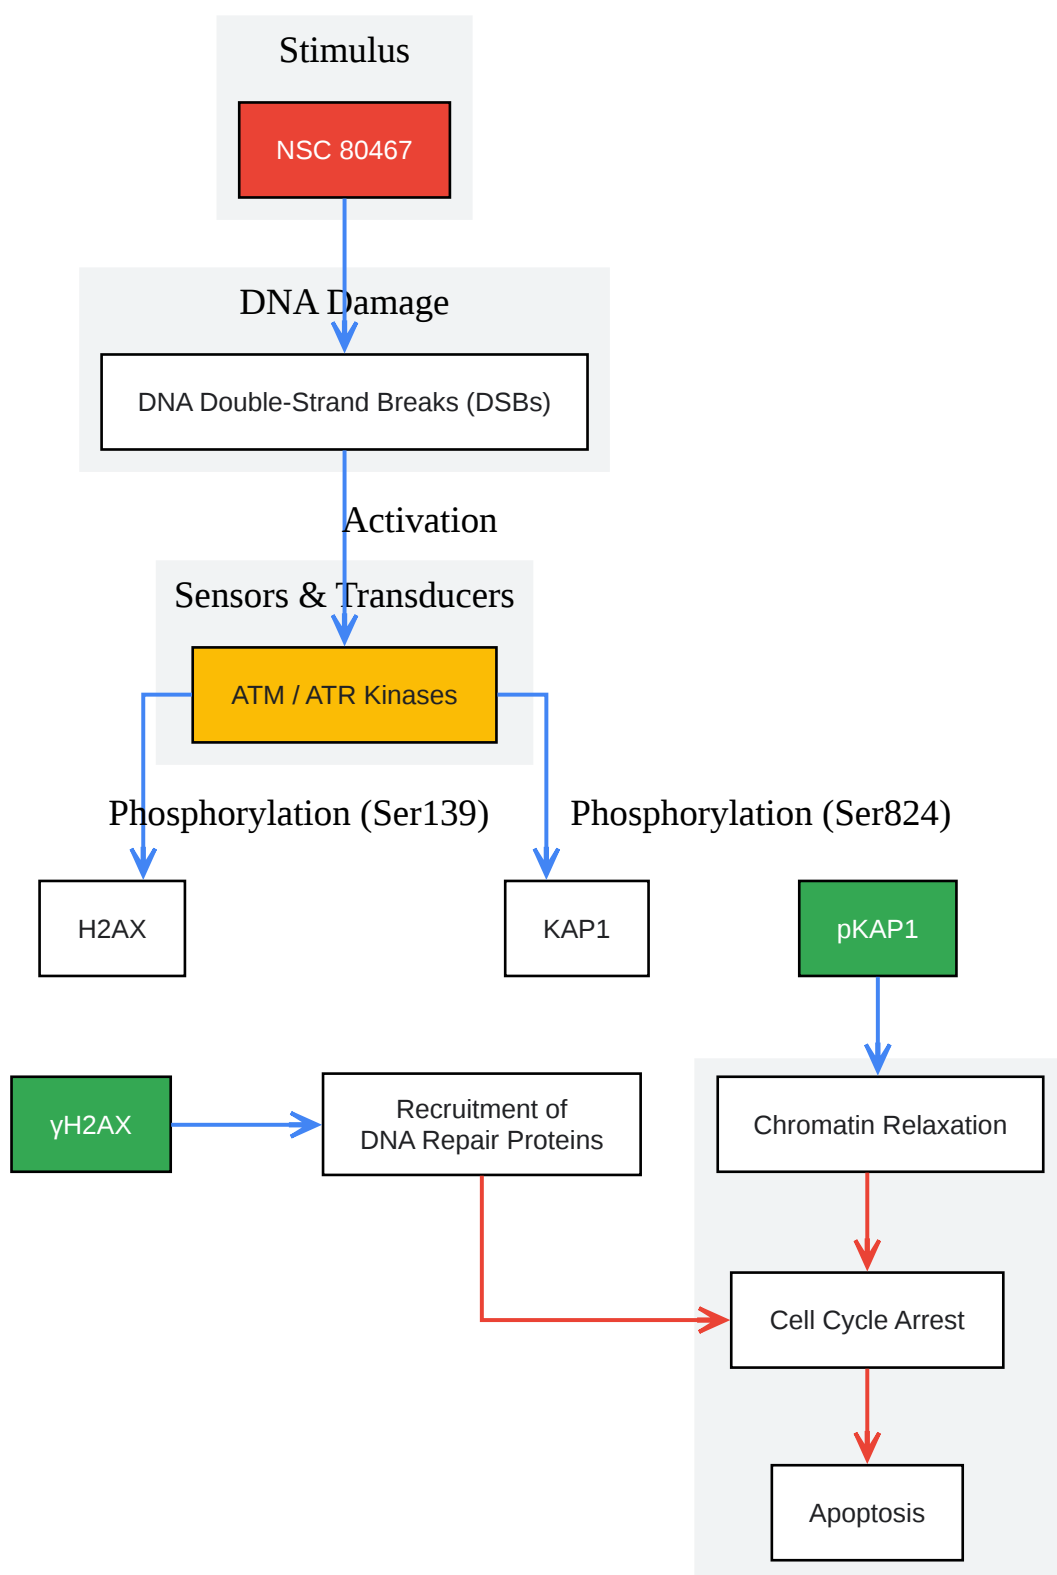 Stimulus
NSC 80467
DNA Damage
DNA Double-Strand Breaks (DSBs)
Activation
Sensors & Transducers
ATM / ATR Kinases
Phosphorylation (Ser139)
Phosphorylation (Ser824)
H2AX
KAP1
pKAP1
γH2AX
Recruitment of
DNA Repair Proteins
Chromatin Relaxation
Cell Cycle Arrest
Apoptosis